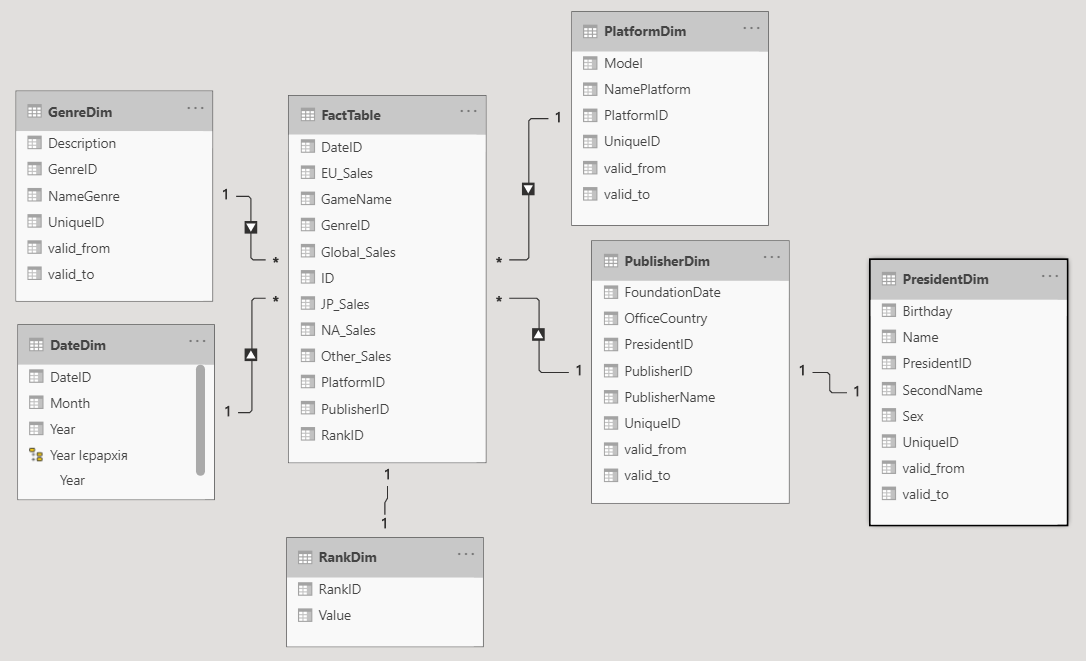 GenreDim
Description
GenreID
NameGenre
UniqueID
valid_from
valid_to
1
*
DateDim
DateID
Month
Year
Year Ієрархія
Year
1
*
FactTable
DateID
EU_Sales
GameName
GenreID
Global_Sales
ID
JP_Sales
NA_Sales
Other_Sales
PlatformID
PublisherID
RankID
1
1
RankDim
RankID
Value
PlatformDim
Model
NamePlatform
PlatformID
UniqueID
valid_from
valid_to
1
*
PublisherDim
FoundationDate
OfficeCountry
PresidentID
PublisherID
PublisherName
UniqueID
valid_from
valid_to
*
1
1
1
PresidentDim
Birthday
Name
PresidentID
SecondName
Sex
UniqueID
valid_from
valid_to